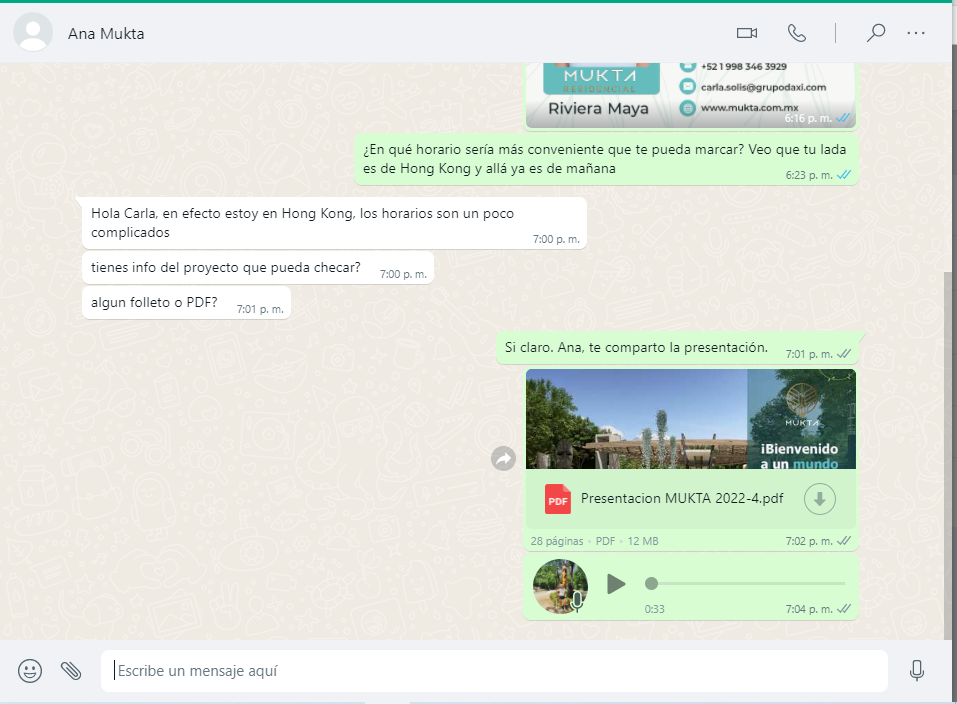 Ana Mukta
MUKTA
RESIDENCIAL
Riviera Maya
+52 1 998 346 3929
carla.solis@grupodaxi.com
www.mukta.com.mx
6:16 p. m.
¿En qué horario sería más conveniente que te pueda marcar? Veo que tu lada
es de Hong Kong y allá ya es de mañana
6:23 p. m.
Hola Carla, en efecto estoy en Hong Kong, los horarios son un poco
complicados
7:00 p. m.
tienes info del proyecto que pueda checar?
7:00 p. m.
algun folleto o PDF?
7:01 p. m.
Si claro. Ana, te comparto la presentación.
7:01 p. m.
MUKTA
¡Bienvenido
a un mundo
PDF
Presentacion MUKTA 2022-4.pdf
28 páginas • PDF • 12 MB
7:02 p. m.
0:33
7:04 p. m.
Escribe un mensaje aquí